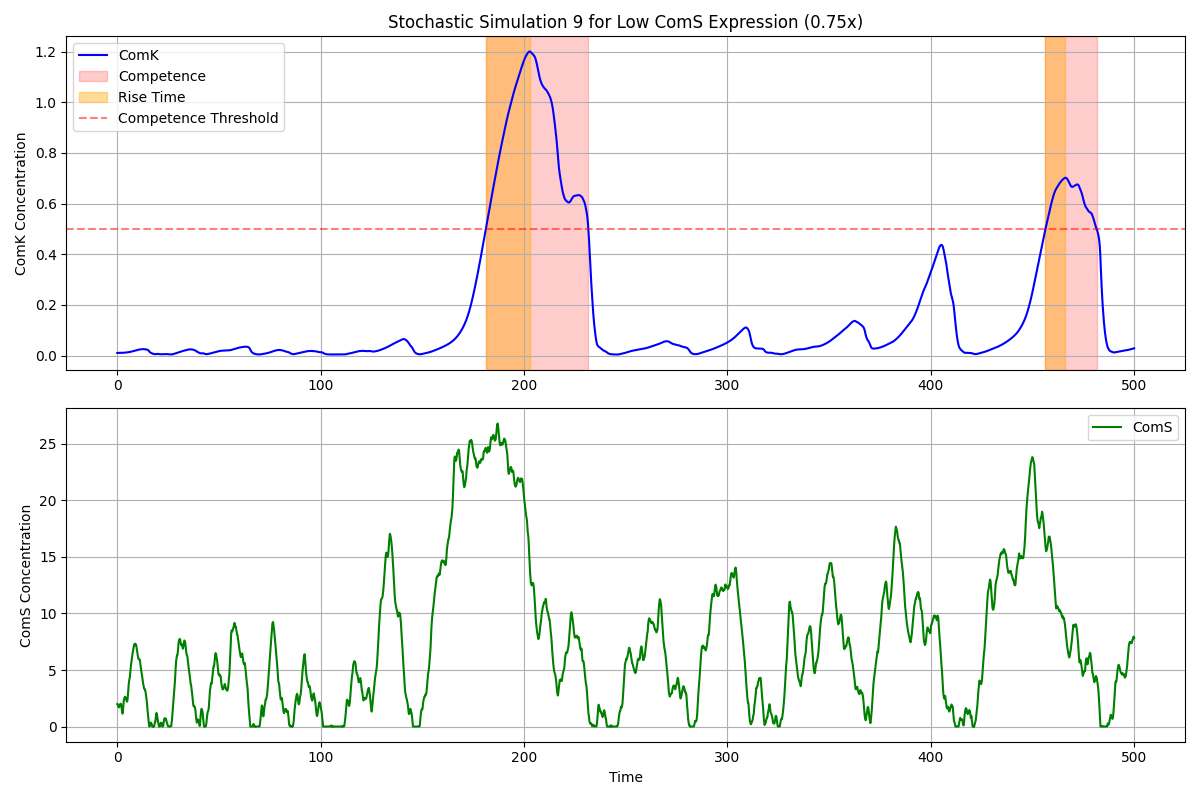 Stochastic Simulation 9 for Low ComS Expression (0.75x)
ComK Concentration
1.2
1.0
0.8
0.6
0.4
0.2
0.0
ComK
Competence
Rise Time
Competence Threshold
0 100 200 300 400 500
ComS Concentration
25
20
15
10
5
0
ComS
0 100 200 300 400 500
Time